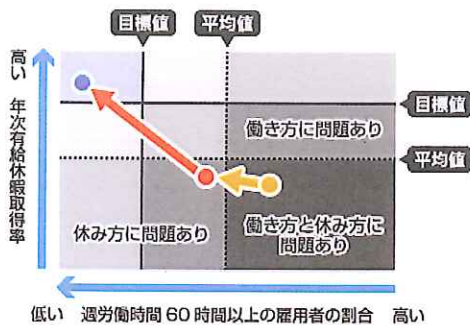 目標値 平均値
高い
年次有給休暇取得率
低い
目標値
働き方に問題あり
平均値
休み方に問題あり
働き方と休み方に
問題あり
低い 週労働時間60時間以上の雇用者の割合 高い